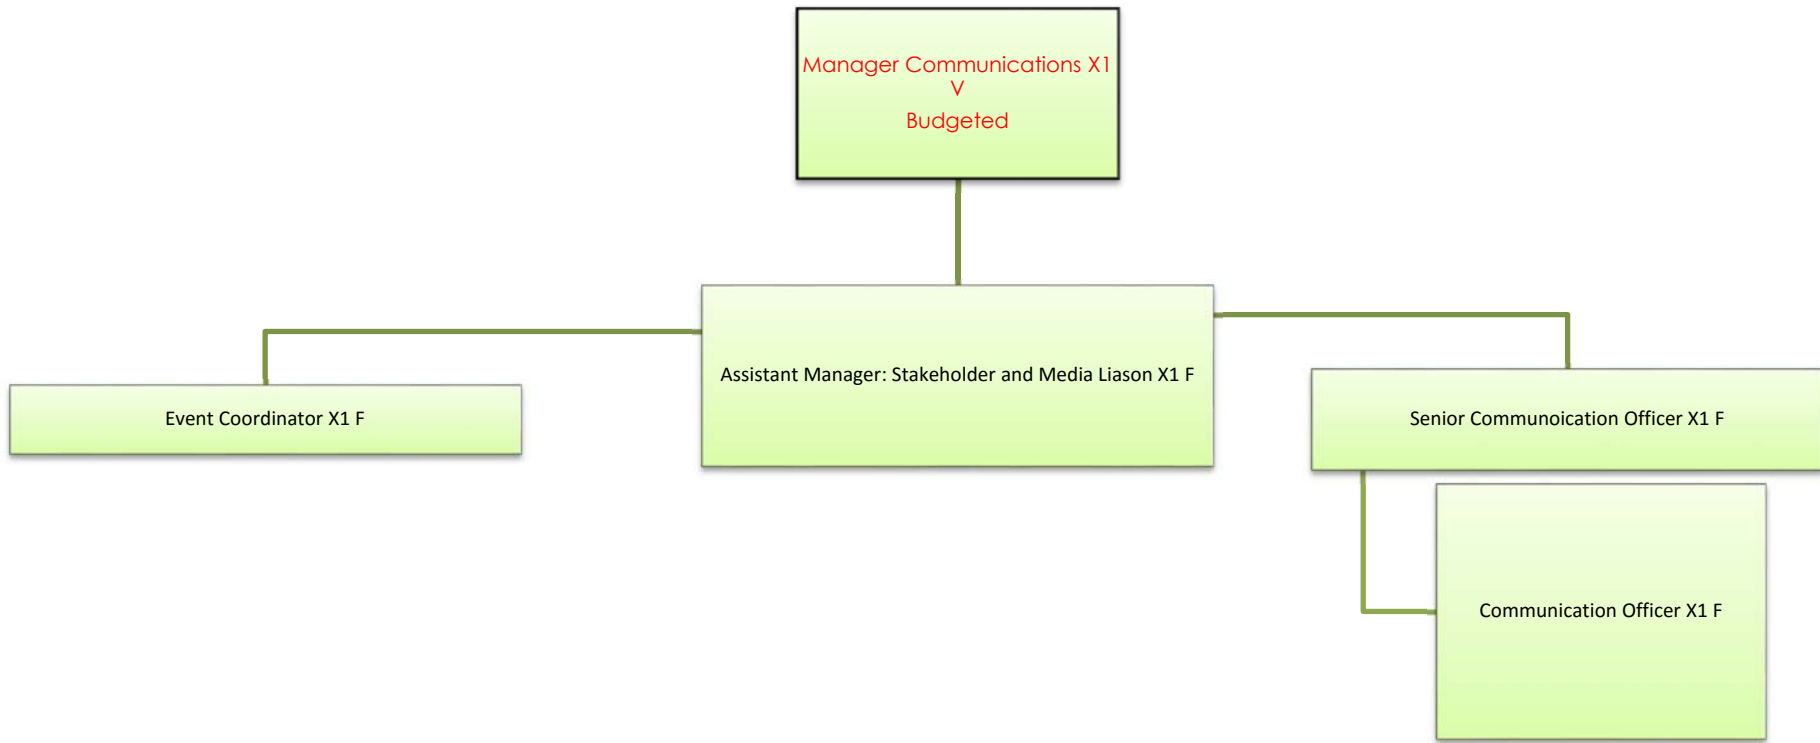 Manager Communications X1
V
Budgeted
Assistant Manager: Stakeholder and Media Liason X1 F
Event Coordinator X1 F
Senior Communoication Officer X1 F
Communication Officer X1 F